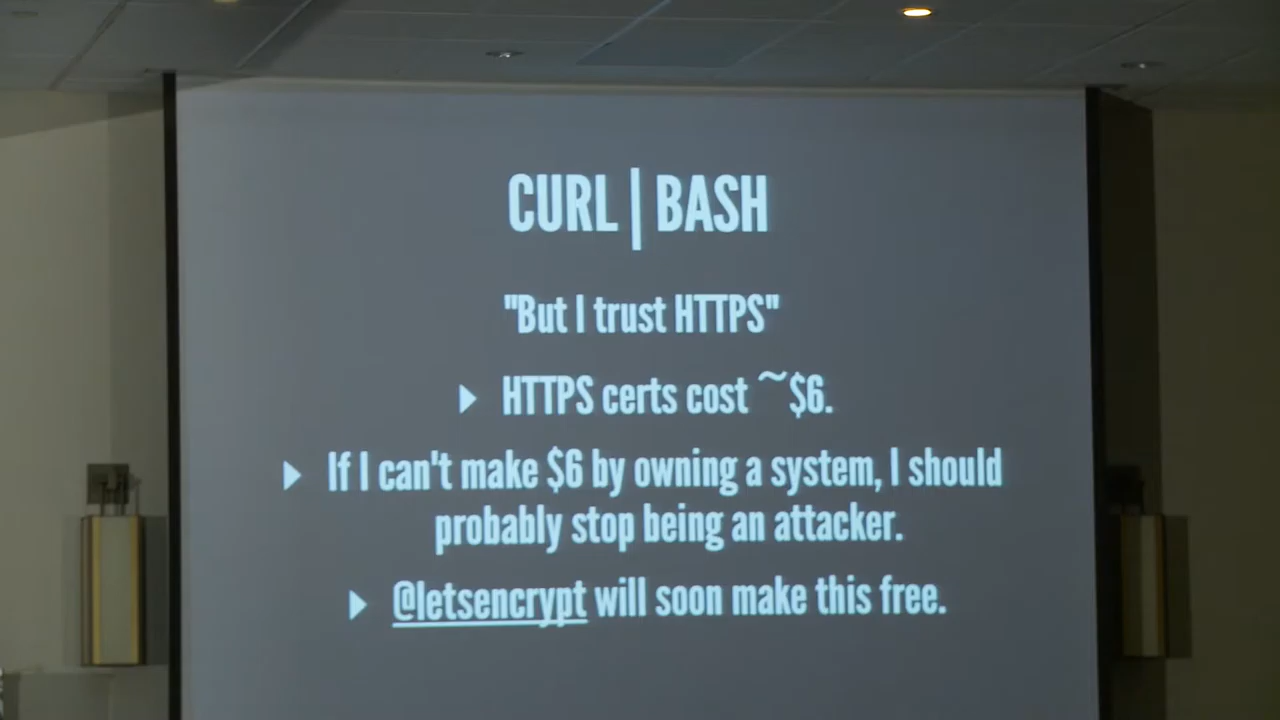 CURL | BASH
"But I trust HTTPS"
HTTPS certs cost ~$6.
If I can't make $6 by owning a system, I should
probably stop being an attacker.
@letsencrypt will soon make this free.